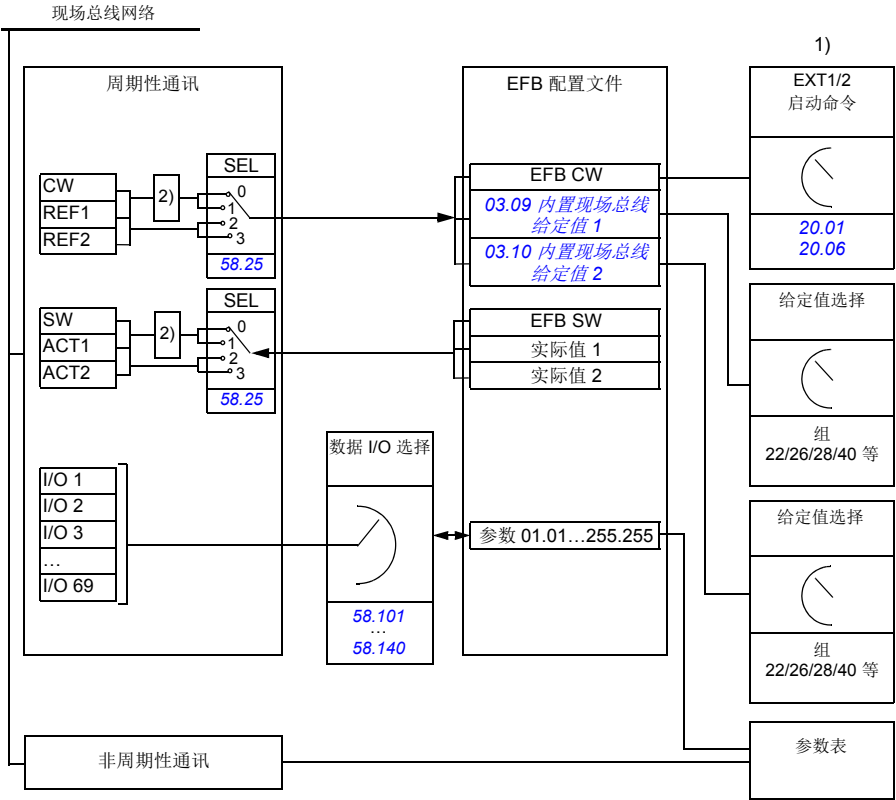 现场总线网络
周期性通讯
CW
REF1
REF2
2)
SEL
0
1
2
3
58.25
SW
ACT1
ACT2
2)
SEL
0
1
2
3
58.25
I/O 1
I/O 2
I/O 3
…
I/O 69
数据 I/O 选择
58.101
…
58.140
EFB 配置文件
EFB CW
03.09 内置现场总线
给定值 1
03.10 内置现场总线
给定值 2
EFB SW
实际值 1
实际值 2
参数 01.01…255.255
1)
EXT1/2
启动命令
20.01
20.06
给定值选择
组
22/26/28/40 等
给定值选择
组
22/26/28/40 等
非周期性通讯
参数表